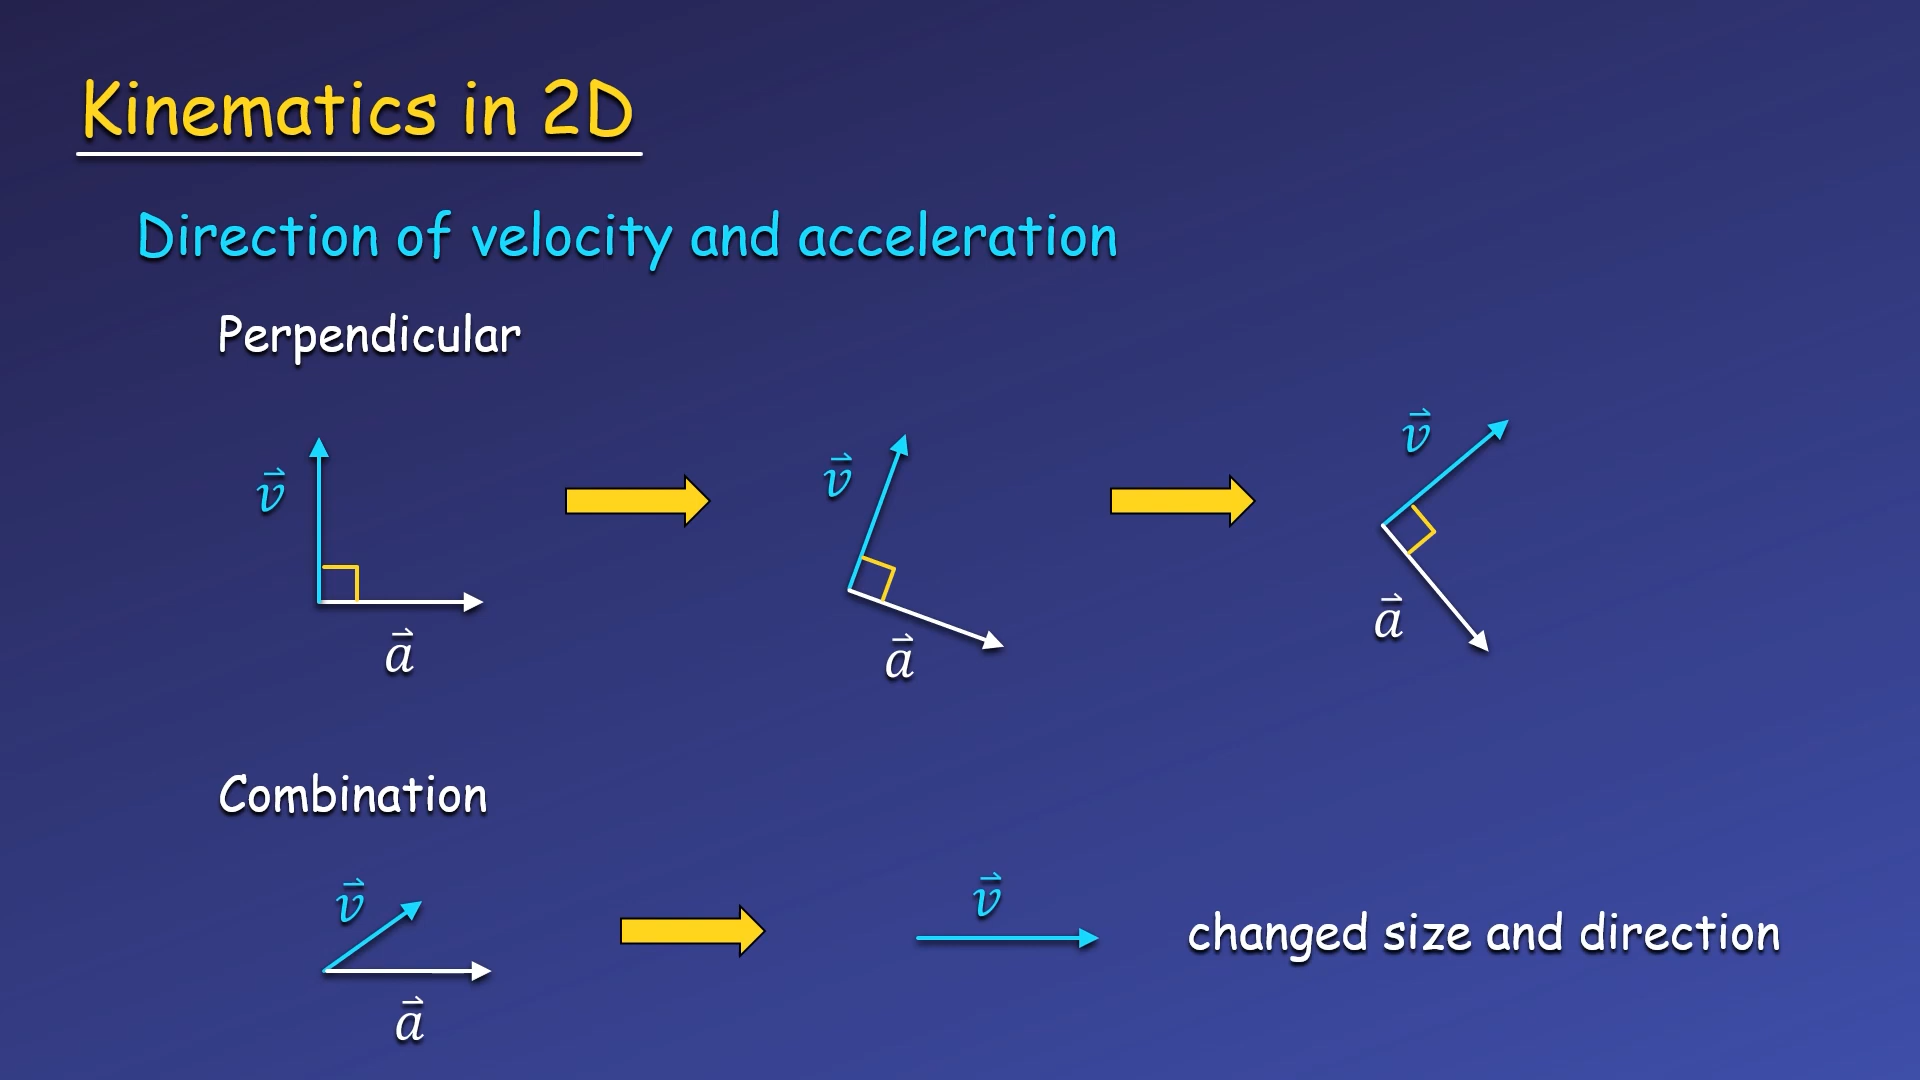 Kinematics in 2D
Direction of velocity and acceleration
Perpendicular
v⃗
a⃗
v⃗
a⃗
v⃗
a⃗
Combination
v⃗
a⃗
v⃗
changed size and direction